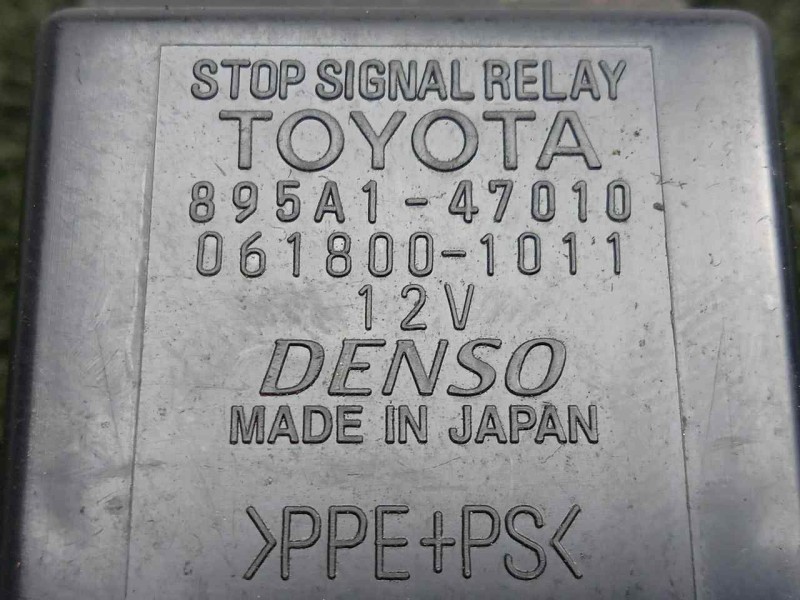 STOP SIGNAL RELAY
TOYOTA
895A1-47010
061800-1011
12V
DENSO
MADE IN JAPAN
>PPE+PS<